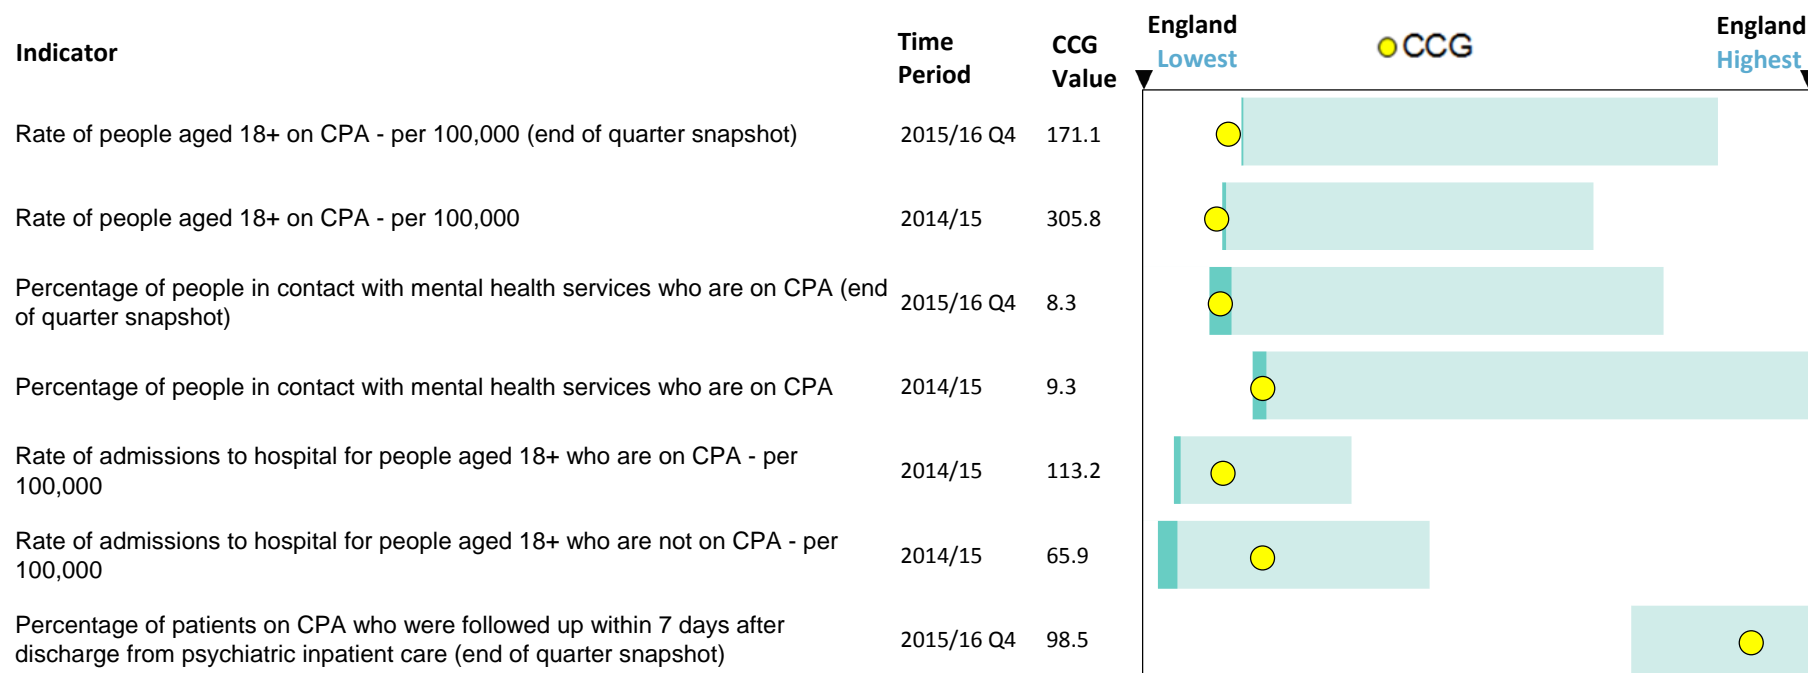 Indicator
Time
Period
CCG
Value
England
Lowest
CCG
England
Highest
Rate of people aged 18+ on CPA - per 100,000 (end of quarter snapshot)
2015/16 Q4
171.1
Rate of people aged 18+ on CPA - per 100,000
2014/15
305.8
Percentage of people in contact with mental health services who are on CPA (end
of quarter snapshot)
2015/16 Q4
8.3
Percentage of people in contact with mental health services who are on CPA
2014/15
9.3
Rate of admissions to hospital for people aged 18+ who are on CPA - per
100,000
2014/15
113.2
Rate of admissions to hospital for people aged 18+ who are not on CPA - per
100,000
2014/15
65.9
Percentage of patients on CPA who were followed up within 7 days after
discharge from psychiatric inpatient care (end of quarter snapshot)
2015/16 Q4
98.5